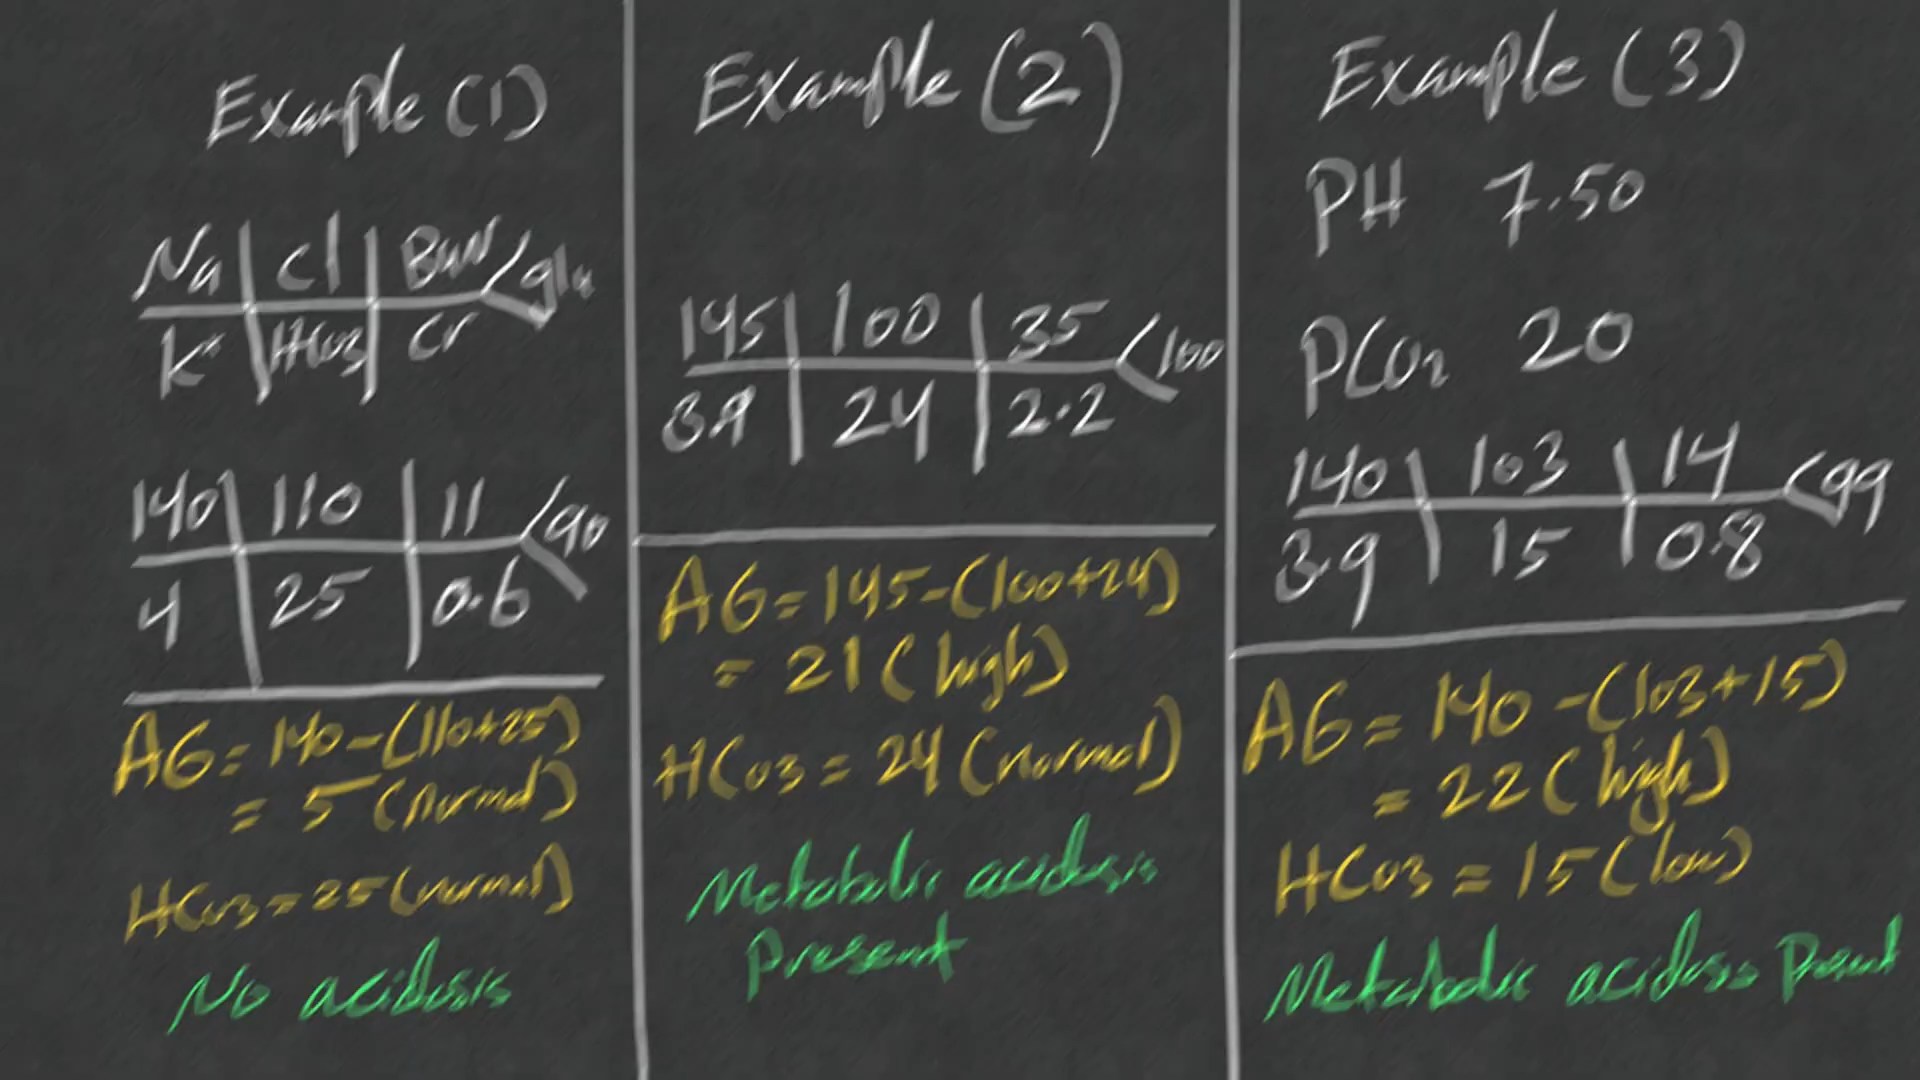 Example (1)
Na Cl BUN glu
K+ HCO3 Cr
140 110 11 90
4 25 0.6
AG = 140-(110+25)
= 5 (normal)
HCO3 = 25 (normal)
No acidosis
Example (2)
145 100 35 100
3.9 24 2.2
AG = 145-(100+24)
= 21 (high)
HCO3 = 24 (normal)
Metabolic acidosis
Present
Example (3)
PH 7.50
PCO2 20
140 103 14 99
3.9 15 0.8
AG = 140 -(103+15)
= 22 (high)
HCO3 = 15 (low)
Metabolic acidosis Present